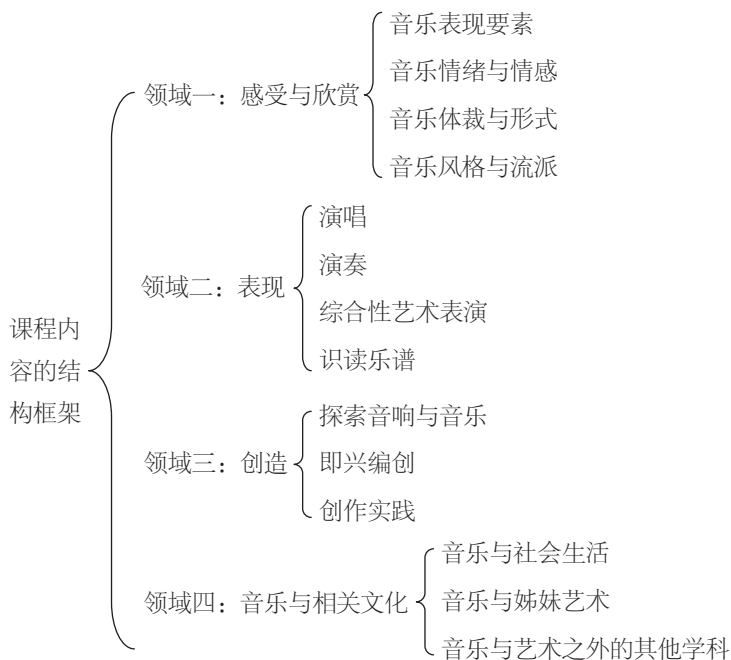 课程内
容的结
构框架
领域一：感受与欣赏
音乐表现要素
音乐情绪与情感
音乐体裁与形式
音乐风格与流派
领域二：表现
演唱
演奏
综合性艺术表演
识读乐谱
领域三：创造
探索音响与音乐
即兴编创
创作实践
领域四：音乐与相关文化
音乐与社会生活
音乐与姊妹艺术
音乐与艺术之外的其他学科